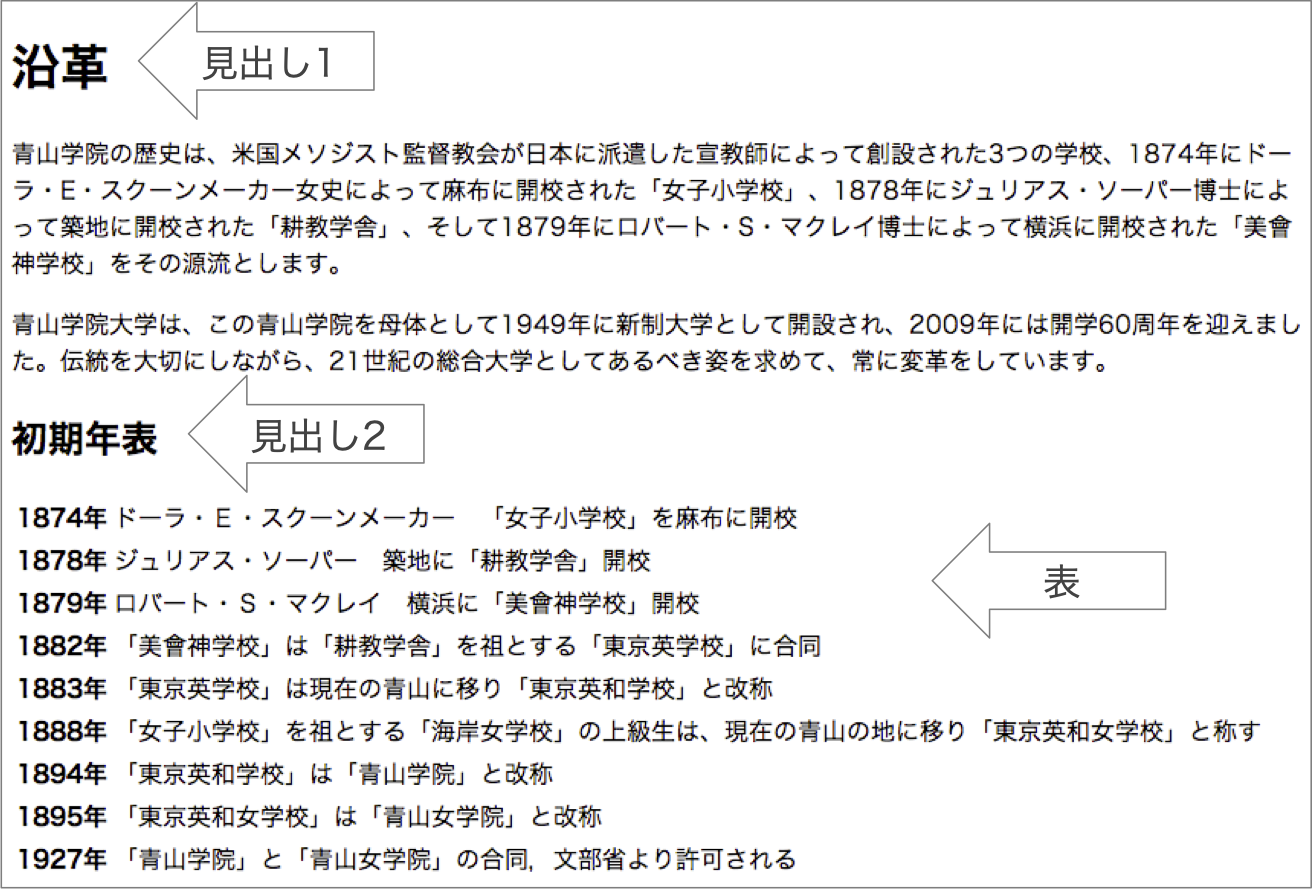 沿革
見出し1
青山学院の歴史は、米国メソジスト監督教会が日本に派遣した宣教師によって創設された3つの学校、1874年にドー
ラ・E・スクーンメーカー女史によって麻布に開校された「女子小学校」、1878年にジュリアス・ソーパー博士によ
って築地に開校された「耕教学舎」、そして1879年にロバート・S・マクレイ博士によって横浜に開校された「美會
神学校」をその源流とします。
青山学院大学は、この青山学院を母体として1949年に新制大学として開設され、2009年には開学60周年を迎えまし
た。伝統を大切にしながら、21世紀の総合大学としてあるべき姿を求めて、常に変革をしています。
初期年表
見出し2
1874年 ドーラ・Ｅ・スクーンメーカー　「女子小学校」を麻布に開校
1878年 ジュリアス・ソーパー　築地に「耕教学舎」開校
表
1879年 ロバート・Ｓ・マクレイ　横浜に「美會神学校」開校
1882年 「美會神学校」は「耕教学舎」を祖とする「東京英学校」に合同
1883年 「東京英学校」は現在の青山に移り「東京英和学校」と改称
1888年 「女子小学校」を祖とする「海岸女学校」の上級生は、現在の青山の地に移り「東京英和女学校」と称す
1894年 「東京英和学校」は「青山学院」と改称
1895年 「東京英和女学校」は「青山女学院」と改称
1927年 「青山学院」と「青山女学院」の合同，文部省より許可される